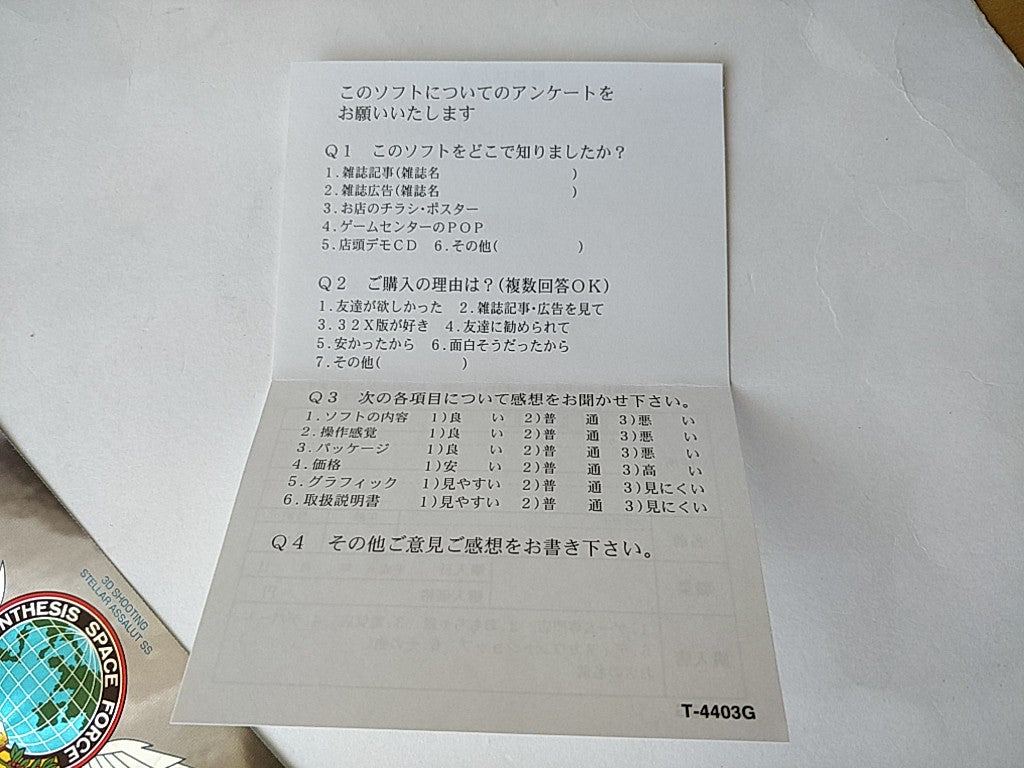 このソフトについてのアンケートを
お願いいたします
Q1 このソフトをどこで知りましたか?
1.雑誌記事(雑誌名 )
2.雑誌広告(雑誌名 )
3.お店のチラシ・ポスター
4.ゲームセンターのPOP
5.店頭デモCD 6.その他( )
Q2 ご購入の理由は?(複数回答OK)
1.友達が欲しかった 2.雑誌記事・広告を見て
3.32X版が好き 4.友達に勧められて
5.安かったから 6.面白そうだったから
7.その他( )
Q3 次の各項目について感想をお聞かせ下さい。
1.ソフトの内容 1)良 い 2)普 通 3)悪 い
2.操作感覚 1)良 い 2)普 通 3)悪 い
3.パッケージ 1)良 い 2)普 通 3)悪 い
4.価格 1)安 い 2)普 通 3)高 い
5.グラフィック 1)見やすい 2)普 通 3)見にくい
6.取扱説明書 1)見やすい 2)普 通 3)見にくい
Q4 その他ご意見ご感想をお書き下さい。
T-4403G
3D SHOOTING
STELLAR ASSALUT SS
NTHESIS SPACE FORCE